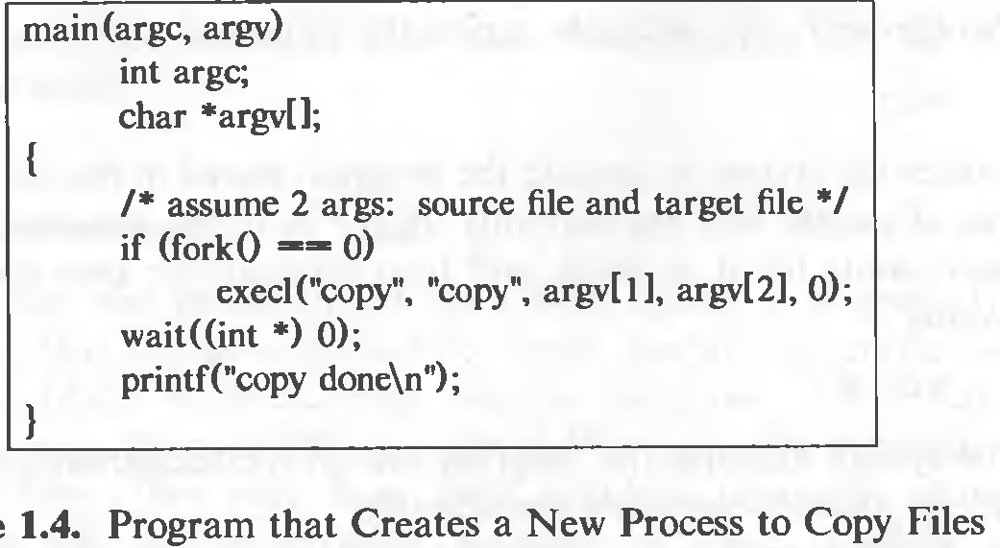 main(argc, argv)
int argc;
char *argv[];
{
/* assume 2 args: source file and target file */
if (fork() == 0)
execl("copy", "copy", argv[1], argv[2], 0);
wait((int *) 0);
printf("copy done\n");
}
1.4. Program that Creates a New Process to Copy Files